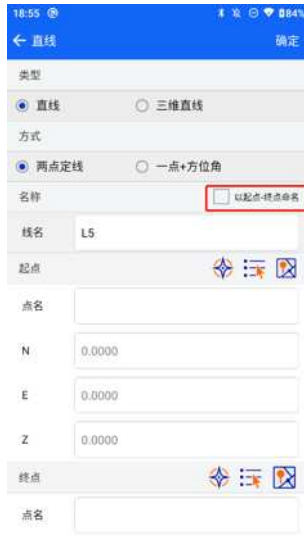 18:55 84%
直线 确定
类型
直线 三维直线
方式
两点定线 一点+方位角
名称 以起点-终点命名
线名 L5
起点
点名
N 0.0000
E 0.0000
Z 0.0000
终点
点名